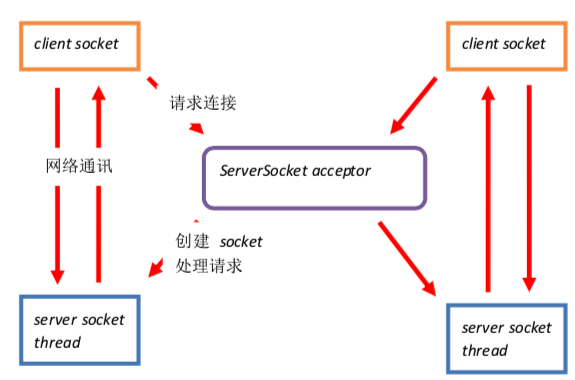 client socket
client socket
请求连接
网络通讯
ServerSocket acceptor
创建 socket
处理请求
server socket
thread
server socket
thread